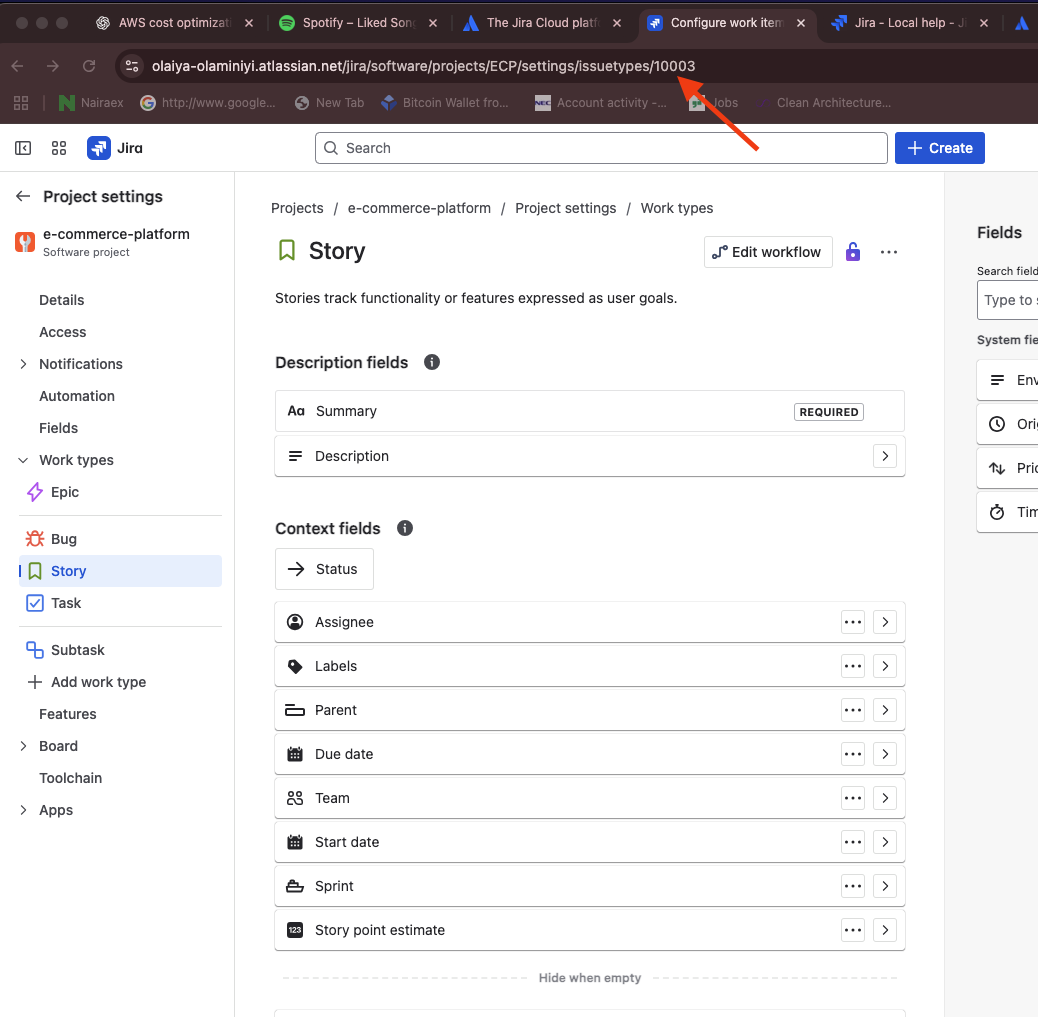 AWS cost optimizati
Spotify – Liked Song
The Jira Cloud platf
Configure work item
Jira - Local help - J
olaiya-olaminiyi.atlassian.net/jira/software/projects/ECP/settings/issuetypes/10003
Nairaex
http://www.google...
New Tab
Bitcoin Wallet fro...
NEC
Account activity -...
Jobs
Clean Architecture...
Jira
Search
Create
Project settings
e-commerce-platform
Software project
Details
Access
Notifications
Automation
Fields
Work types
Epic
Bug
Story
Task
Subtask
Add work type
Features
Board
Toolchain
Apps
Projects / e-commerce-platform / Project settings / Work types
Story
Edit workflow
Stories track functionality or features expressed as user goals.
Description fields
Aa Summary REQUIRED
Description
Context fields
Status
Assignee
Labels
Parent
Due date
Team
Start date
Sprint
123 Story point estimate
Hide when empty
Fields
Search field
Type to s
System fie
Env
Orig
Prio
Tim